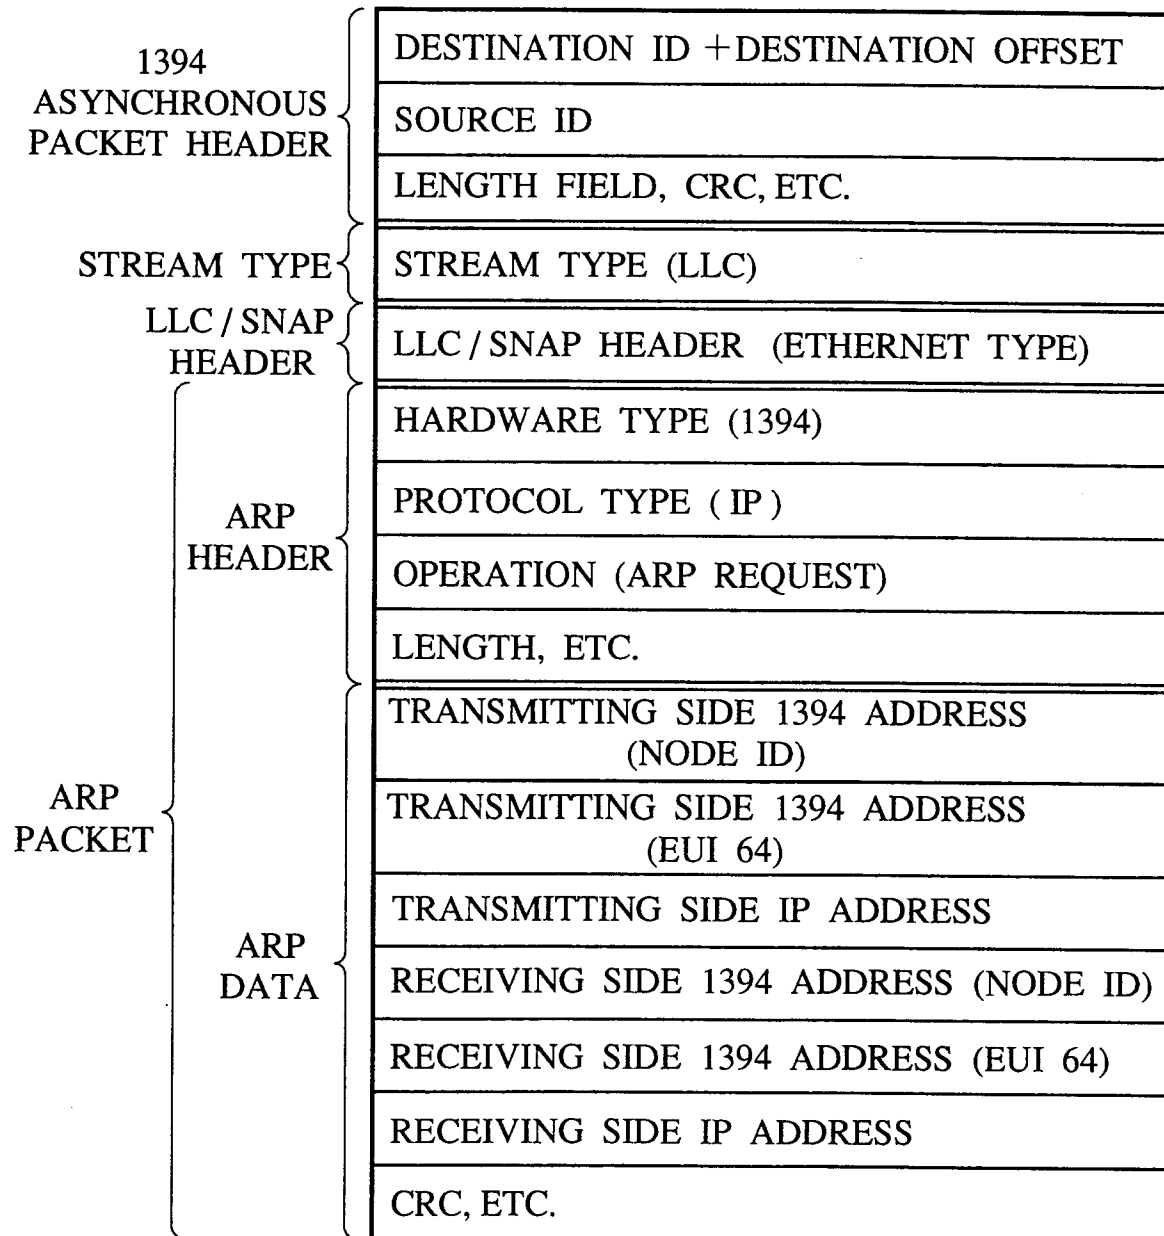 1394
ASYNCHRONOUS
PACKET HEADER
DESTINATION ID +DESTINATION OFFSET
SOURCE ID
LENGTH FIELD, CRC, ETC.
STREAM TYPE
STREAM TYPE (LLC)
LLC / SNAP
HEADER
LLC / SNAP HEADER (ETHERNET TYPE)
ARP
PACKET
ARP
HEADER
HARDWARE TYPE (1394)
PROTOCOL TYPE ( IP )
OPERATION (ARP REQUEST)
LENGTH, ETC.
ARP
DATA
TRANSMITTING SIDE 1394 ADDRESS
(NODE ID)
TRANSMITTING SIDE 1394 ADDRESS
(EUI 64)
TRANSMITTING SIDE IP ADDRESS
RECEIVING SIDE 1394 ADDRESS (NODE ID)
RECEIVING SIDE 1394 ADDRESS (EUI 64)
RECEIVING SIDE IP ADDRESS
CRC, ETC.